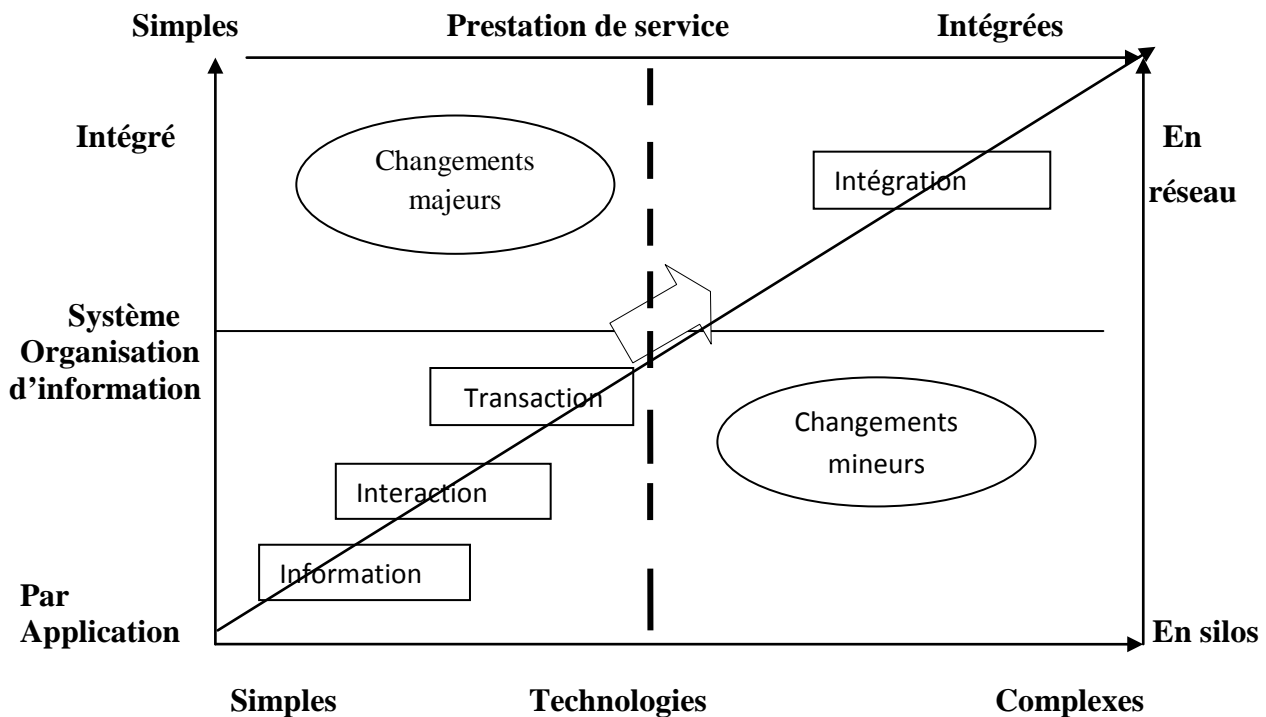 Simples Prestation de service Intégrées
Intégré
Changements
majeurs
Intégration
En
réseau
Système
Organisation
d’information
Transaction
Changements
mineurs
Interaction
Information
Par
Application
En silos
Simples Technologies Complexes